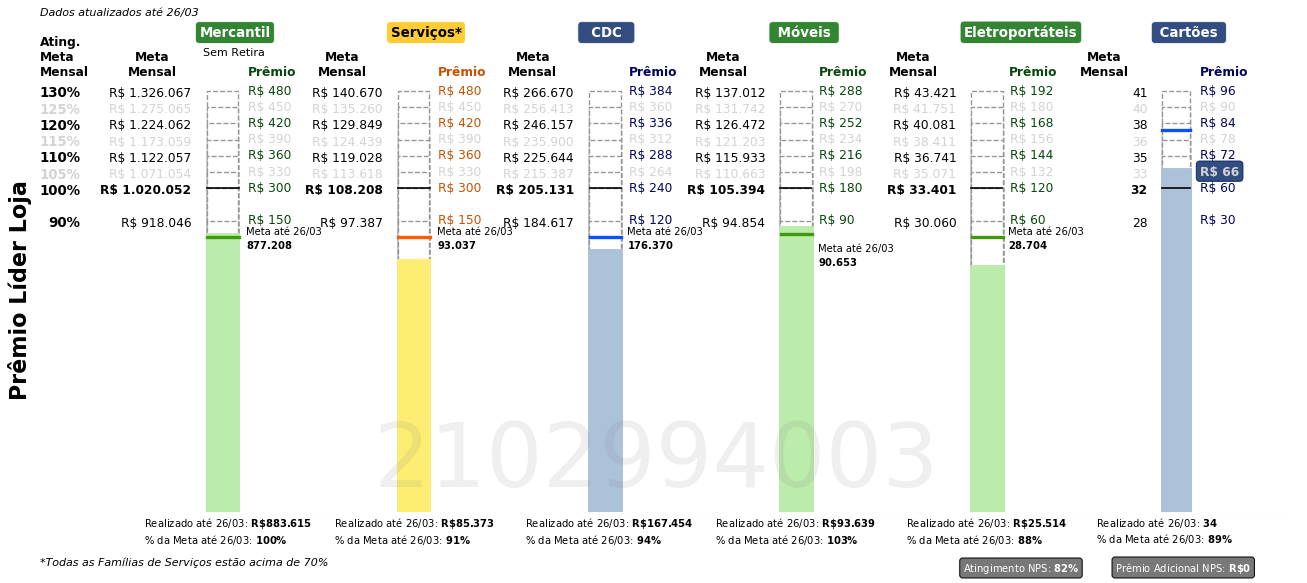 Dados atualizados até 26/03
Mercantil Serviços* CDC Móveis Eletroportáteis Cartões
Sem Retira
Ating. Meta Mensal
Meta Mensal Prêmio Meta Mensal Prêmio Meta Mensal Prêmio Meta Mensal Prêmio Meta Mensal Prêmio Meta Mensal Prêmio
130% R$ 1.326.067 R$ 480 R$ 140.670 R$ 480 R$ 266.670 R$ 384 R$ 137.012 R$ 288 R$ 43.421 R$ 192 41 R$ 96
125% R$ 1.275.065 R$ 450 R$ 135.260 R$ 450 R$ 256.413 R$ 360 R$ 131.742 R$ 270 R$ 41.751 R$ 180 40 R$ 90
120% R$ 1.224.062 R$ 420 R$ 129.849 R$ 420 R$ 246.157 R$ 336 R$ 126.472 R$ 252 R$ 40.081 R$ 168 38 R$ 84
115% R$ 1.173.059 R$ 390 R$ 124.439 R$ 390 R$ 235.900 R$ 312 R$ 121.203 R$ 234 R$ 38.411 R$ 156 36 R$ 78
110% R$ 1.122.057 R$ 360 R$ 119.028 R$ 360 R$ 225.644 R$ 288 R$ 115.933 R$ 216 R$ 36.741 R$ 144 35 R$ 72
105% R$ 1.071.054 R$ 330 R$ 113.618 R$ 330 R$ 215.387 R$ 264 R$ 110.663 R$ 198 R$ 35.071 R$ 132 33 R$ 66
100% R$ 1.020.052 R$ 300 R$ 108.208 R$ 300 R$ 205.131 R$ 240 R$ 105.394 R$ 180 R$ 33.401 R$ 120 32 R$ 60
90% R$ 918.046 R$ 150 R$ 97.387 R$ 150 R$ 184.617 R$ 120 R$ 94.854 R$ 90 R$ 30.060 R$ 60 28 R$ 30
Meta até 26/03 Meta até 26/03 Meta até 26/03 Meta até 26/03 Meta até 26/03
877.208 93.037 176.370 90.653 28.704
Prêmio Líder Loja
2102994003
Realizado até 26/03: R$883.615 Realizado até 26/03: R$85.373 Realizado até 26/03: R$167.454 Realizado até 26/03: R$93.639 Realizado até 26/03: R$25.514 Realizado até 26/03: 34
% da Meta até 26/03: 100% % da Meta até 26/03: 91% % da Meta até 26/03: 94% % da Meta até 26/03: 103% % da Meta até 26/03: 88% % da Meta até 26/03: 89%
*Todas as Famílias de Serviços estão acima de 70%
Atingimento NPS: 82% Prêmio Adicional NPS: R$0